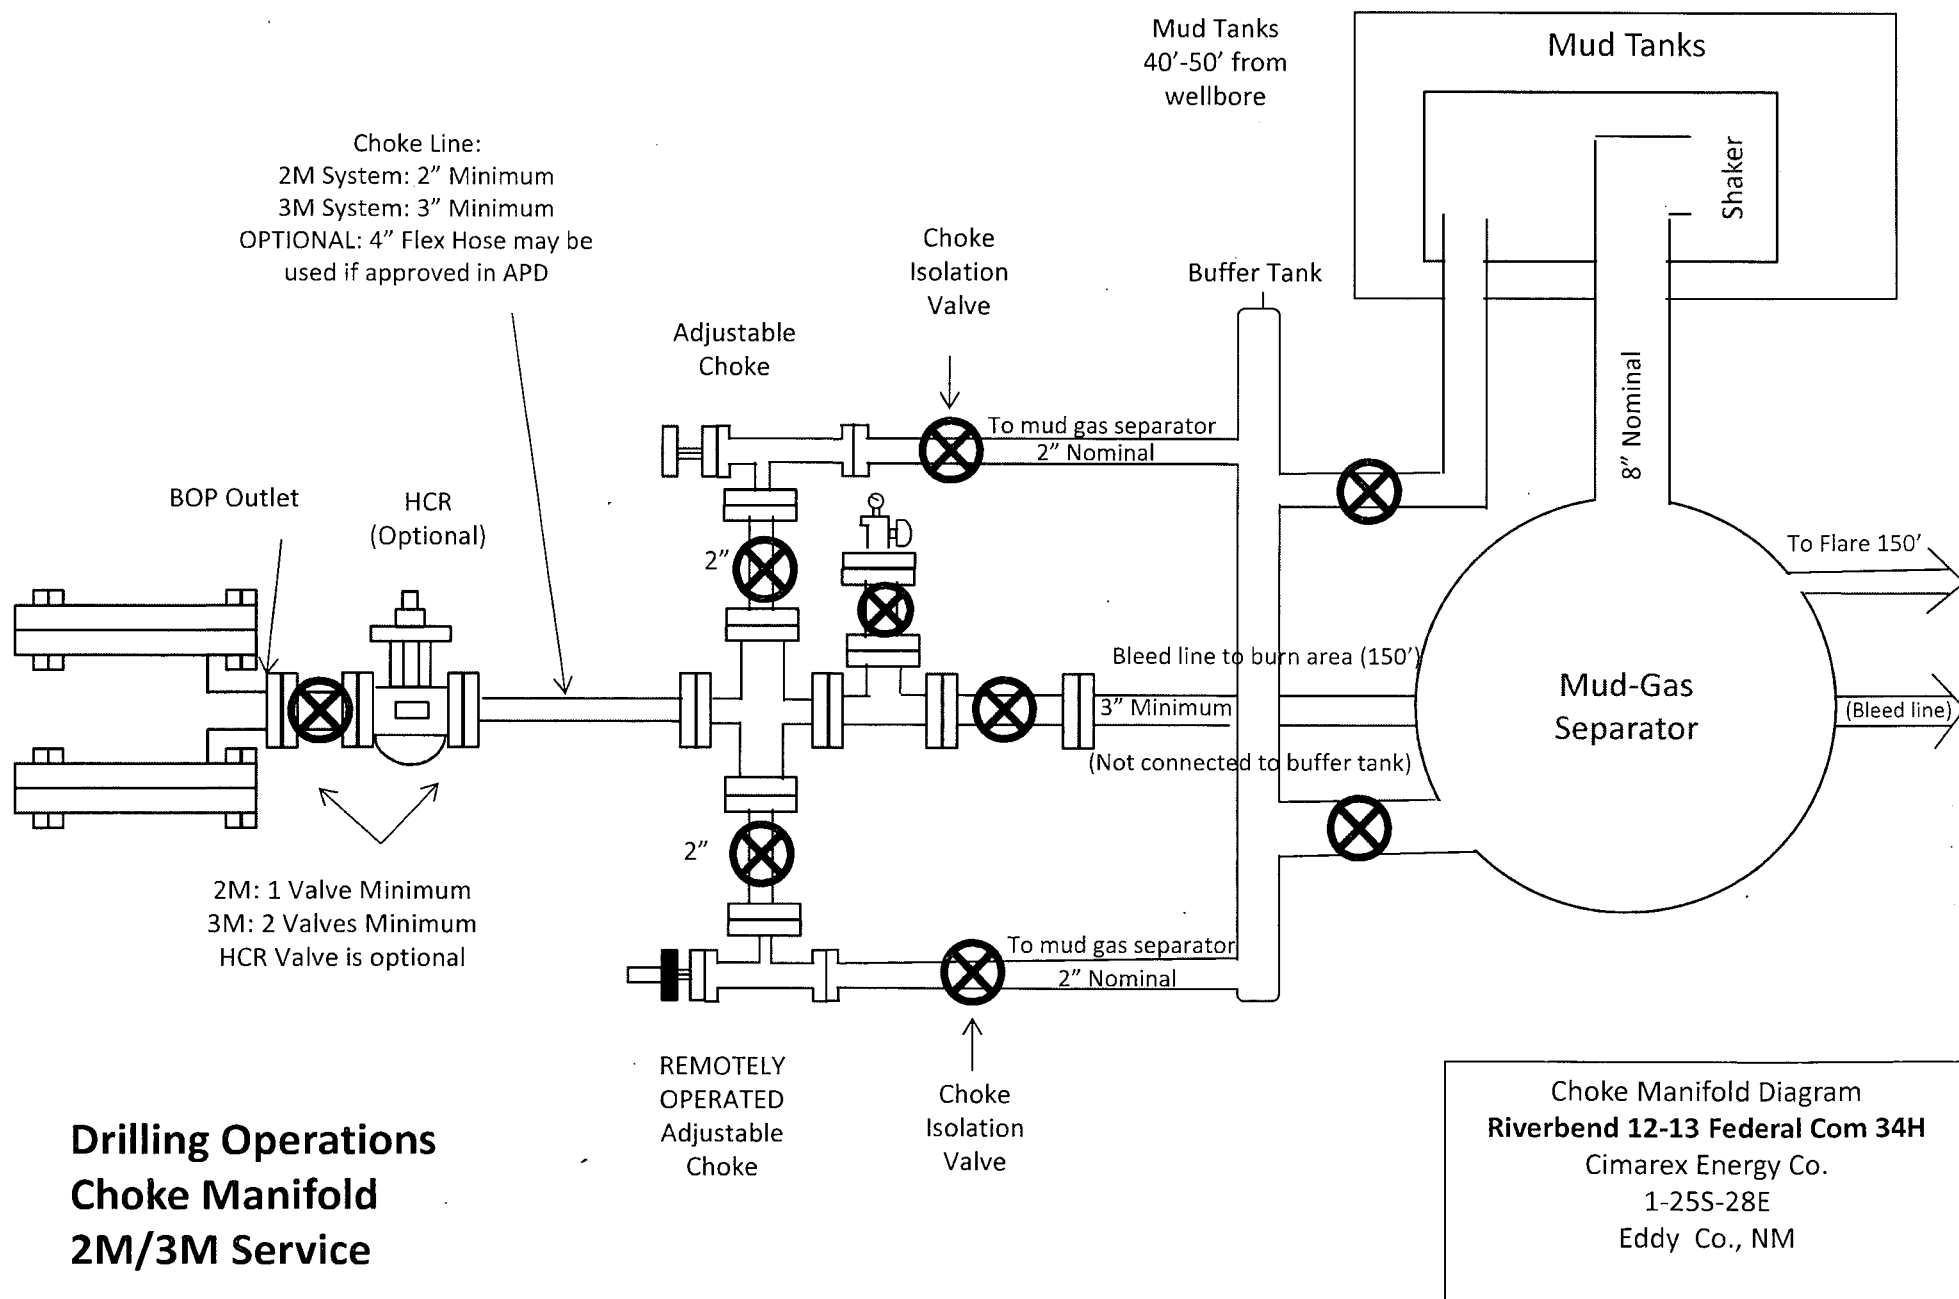 Mud Tanks
40'-50' from
wellbore
Mud Tanks
Shaker
Choke Line:
2M System: 2” Minimum
3M System: 3” Minimum
OPTIONAL: 4” Flex Hose may be
used if approved in APD
Choke
Isolation
Valve
Buffer Tank
Adjustable
Choke
To mud gas separator
2” Nominal
8” Nominal
BOP Outlet
HCR
(Optional)
2”
To Flare 150'
Bleed line to burn area (150')
3” Minimum
(Not connected to buffer tank)
Mud-Gas
Separator
(Bleed line)
2”
2M: 1 Valve Minimum
3M: 2 Valves Minimum
HCR Valve is optional
To mud gas separator
2” Nominal
REMOTELY
OPERATED
Adjustable
Choke
Choke
Isolation
Valve
Drilling Operations
Choke Manifold
2M/3M Service
Choke Manifold Diagram
Riverbend 12-13 Federal Com 34H
Cimarex Energy Co.
1-25S-28E
Eddy Co., NM